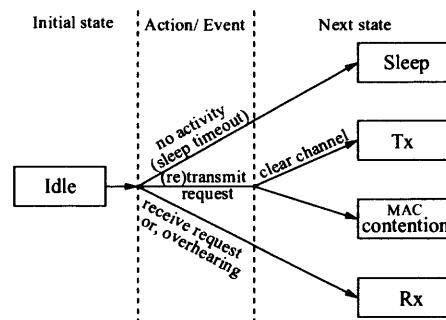 Initial state
Action/ Event
Next state
Sleep
no activity
(sleep timeout)
clear channel
Tx
Idle
(re)transmit
request
MAC
contention
receive request
or, overhearing
Rx